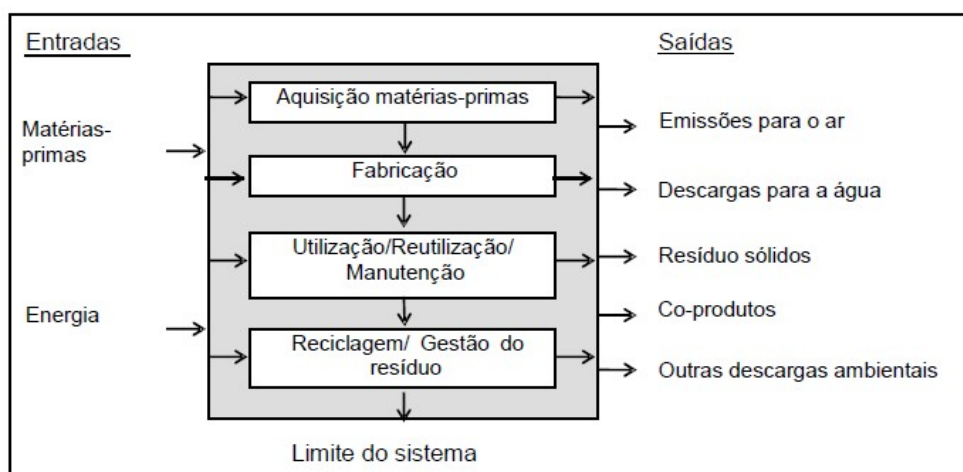 Entradas
Saídas
Aquisição matérias-primas
Matérias-
primas
Emissões para o ar
Fabricação
Descargas para a água
Utilização/Reutilização/
Manutenção
Resíduo sólidos
Energia
Co-produtos
Reciclagem/ Gestão do
resíduo
Outras descargas ambientais
Limite do sistema